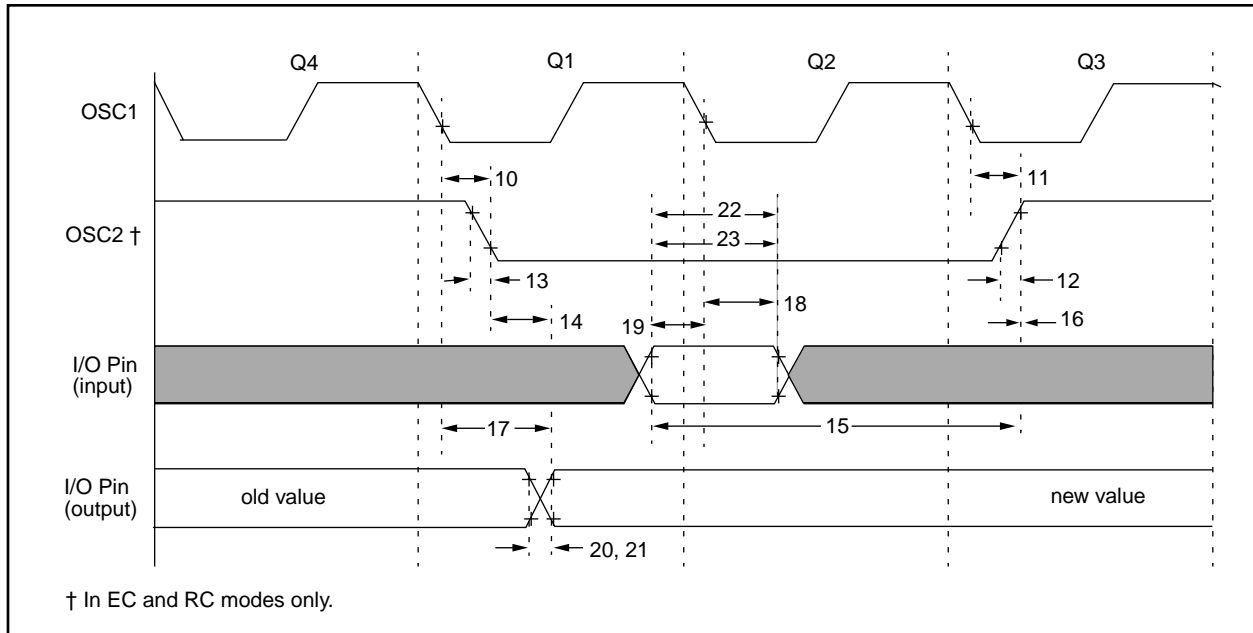 Q4 Q1 Q2 Q3
OSC1
10 11
22
OSC2 †
23
13 12
18
14 19 16
I/O Pin
(input)
17 15
I/O Pin
(output)
old value new value
20, 21
† In EC and RC modes only.